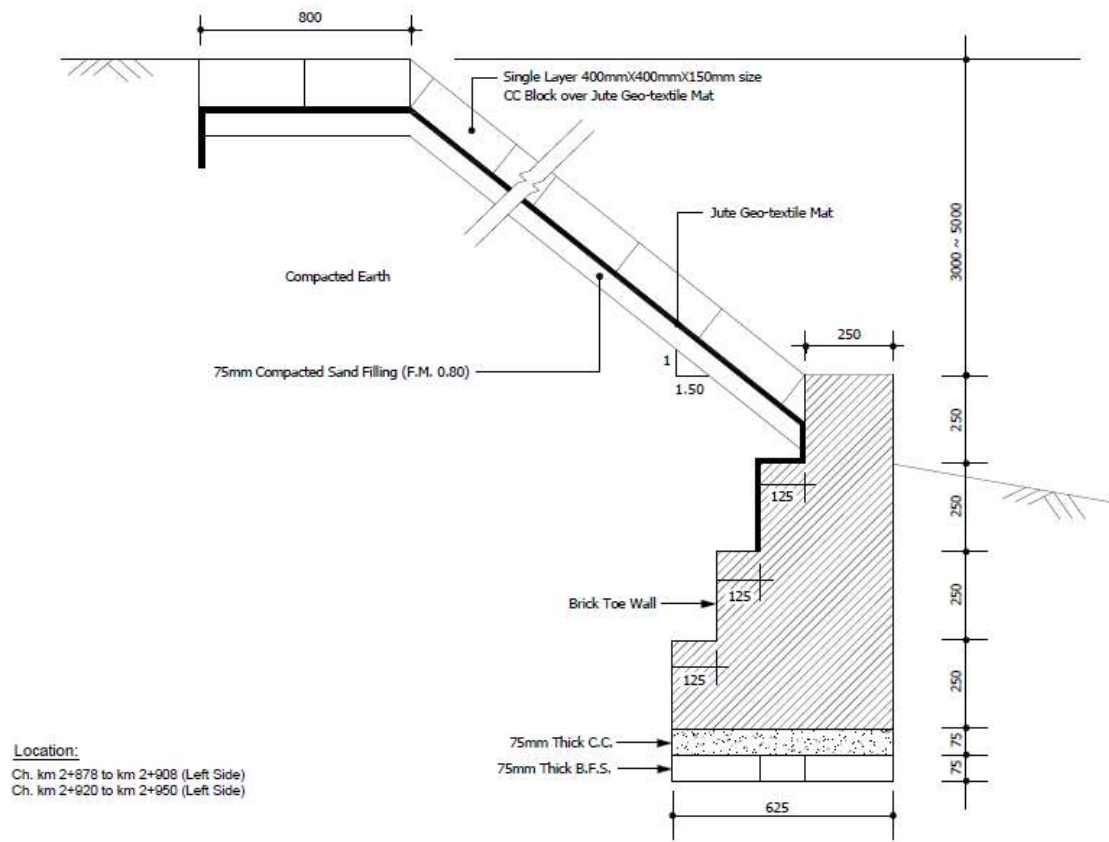 800
Single Layer 400mmX400mmX150mm size
CC Block over Jute Geo-textile Mat
Jute Geo-textile Mat
3000 ~ 5000
Compacted Earth
250
1
1.50
75mm Compacted Sand Filling (F.M. 0.80)
250
125
250
125
Brick Toe Wall
250
125
250
75mm Thick C.C.
75
75mm Thick B.F.S.
75
625
Location:
Ch. km 2+878 to km 2+908 (Left Side)
Ch. km 2+920 to km 2+950 (Left Side)